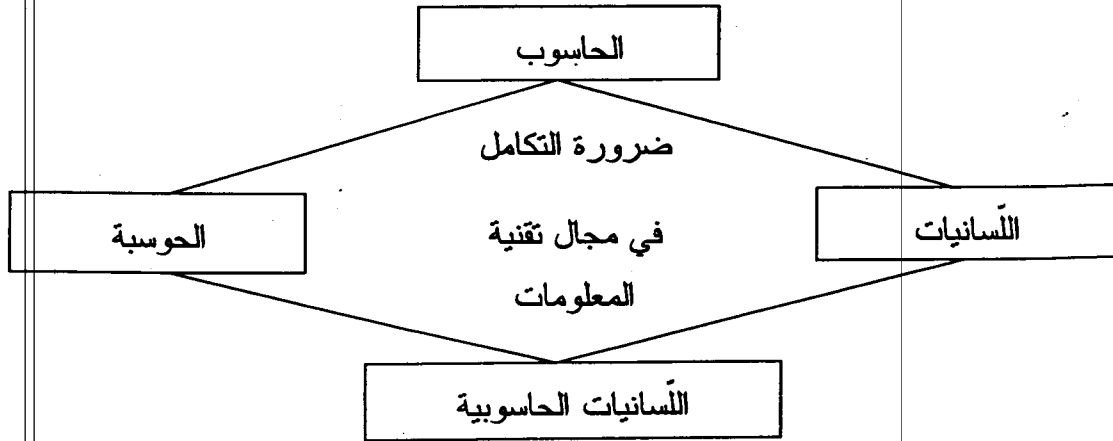 الحاسوب
ضرورة التكامل
اللّسانيات
في مجال تقنية
الحوسبة
المعلومات
اللّسانيات الحاسوبية